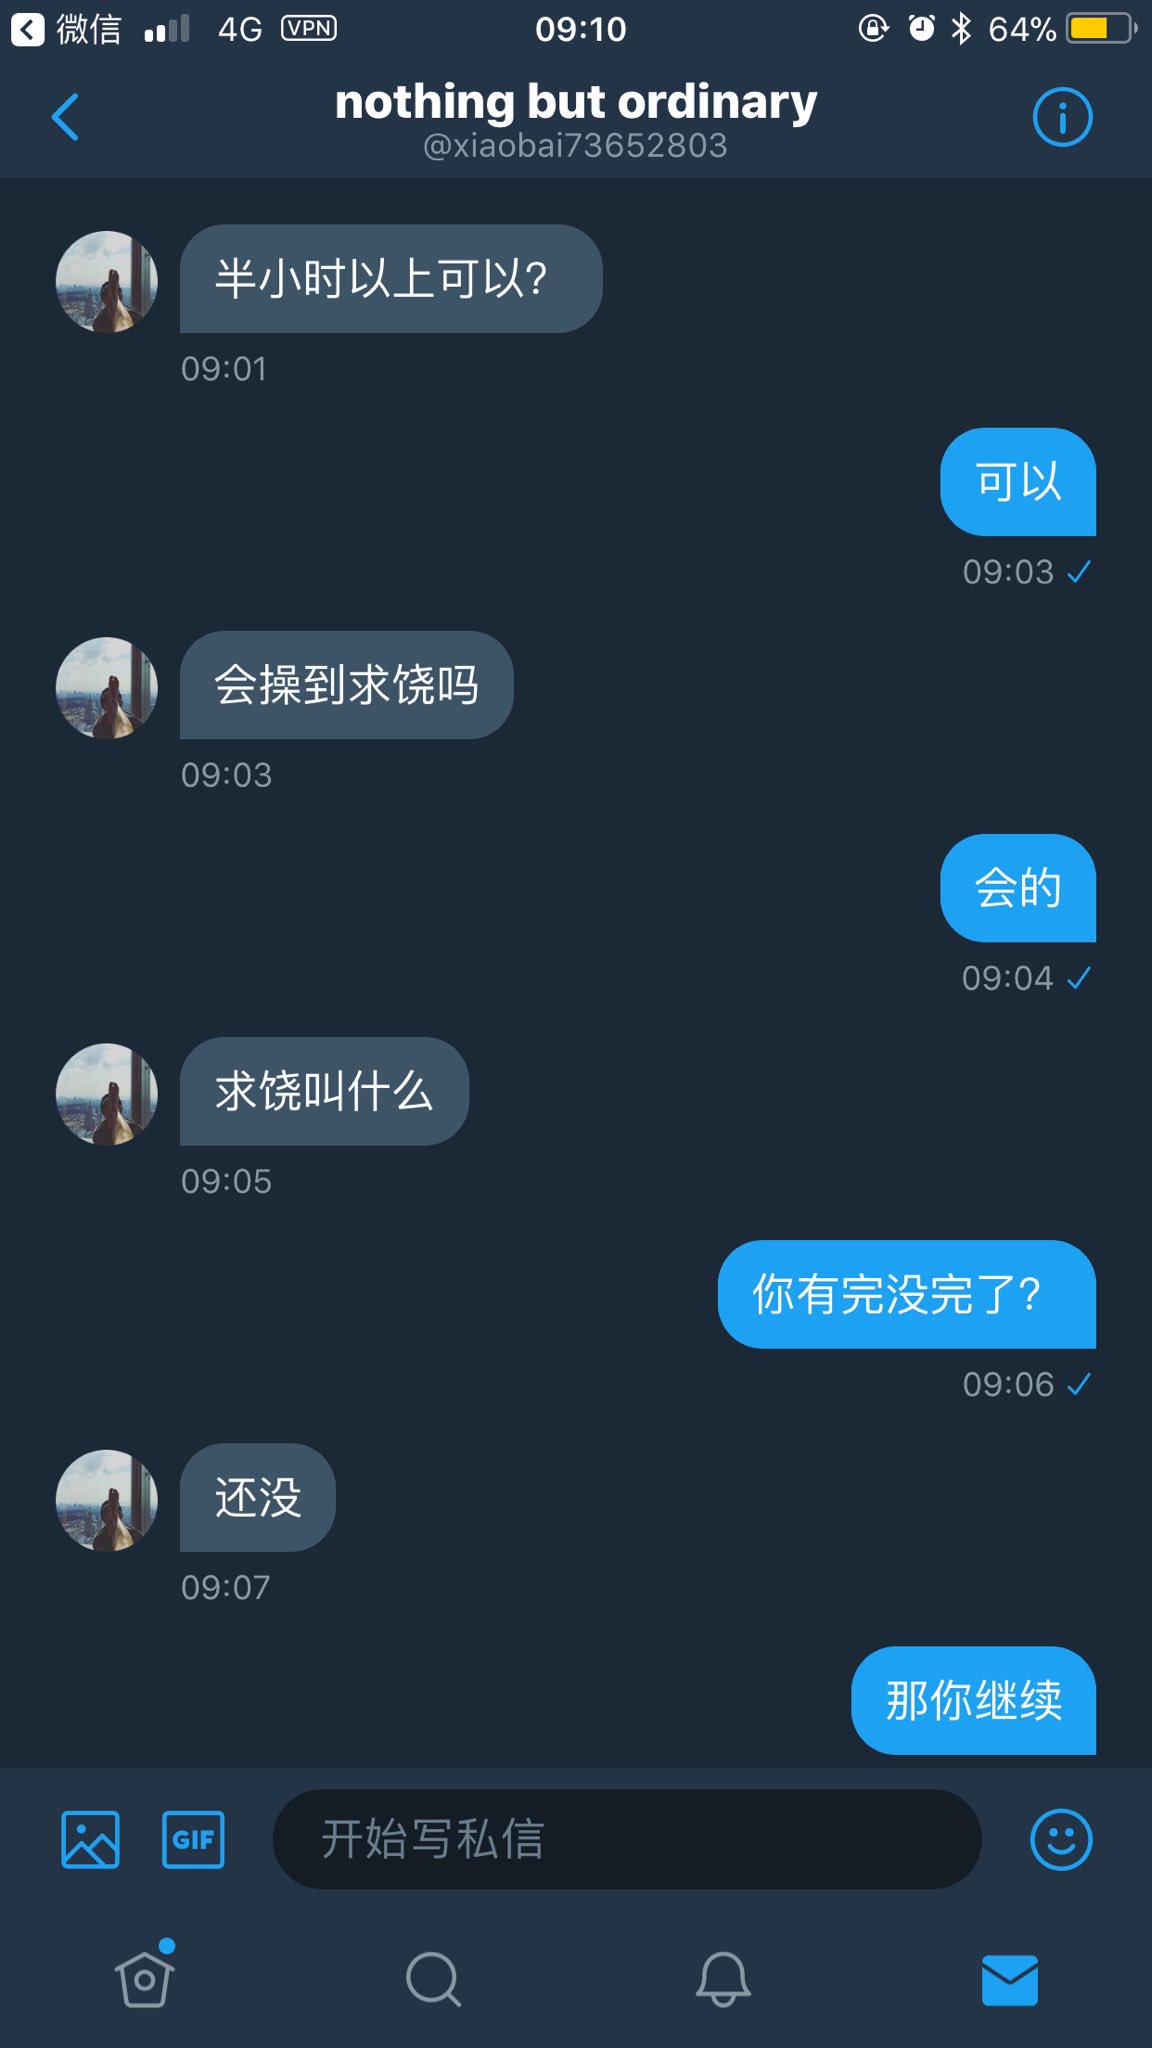 微信 4G VPN 09:10 64%
nothing but ordinary
@xiaobai73652803
半小时以上可以?
09:01
可以
09:03
会操到求饶吗
09:03
会的
09:04
求饶叫什么
09:05
你有完没完了?
09:06
还没
09:07
那你继续
GIF 开始写私信